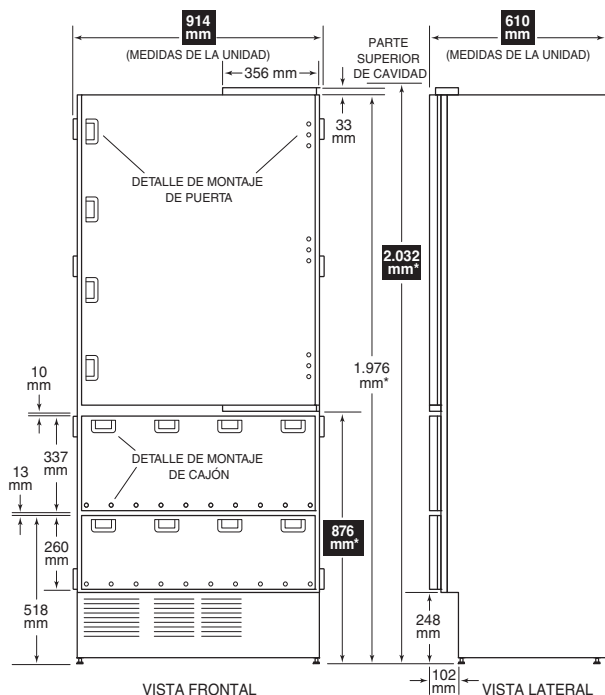 914
mm
(MEDIDAS DE LA UNIDAD)
356 mm
PARTE
SUPERIOR
DE CAVIDAD
610
mm
(MEDIDAS DE LA UNIDAD)
33
mm
DETALLE DE MONTAJE
DE PUERTA
2.032
mm*
1.976
mm*
10
mm
337
mm
13
mm
DETALLE DE MONTAJE
DE CAJÓN
876
mm*
260
mm
518
mm
248
mm
102
mm
VISTA FRONTAL
VISTA LATERAL